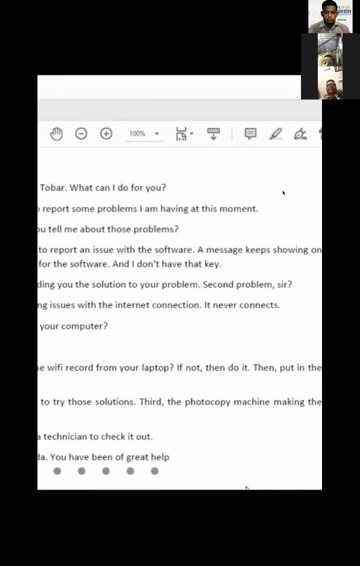 100%
Tobar. What can I do for you?
report some problems I am having at this moment.
you tell me about those problems?
to report an issue with the software. A message keeps showing on
for the software. And I don't have that key.
ding you the solution to your problem. Second problem, sir?
ng issues with the internet connection. It never connects.
your computer?
e wifi record from your laptop? If not, then do it. Then, put in the
to try those solutions. Third, the photocopy machine making the
a technician to check it out.
da. You have been of great help